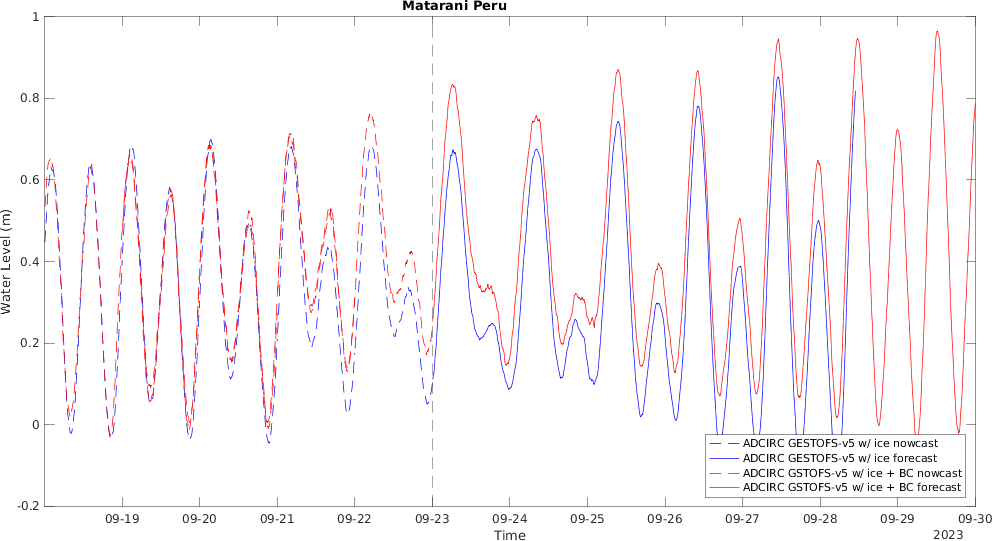 Matarani Peru
1
0.8
0.6
0.4
0.2
0
-0.2
Water Level (m)
ADCIRC GESTOFS-v5 w/ ice nowcast
ADCIRC GESTOFS-v5 w/ ice forecast
ADCIRC GSTOFS-v5 w/ ice + BC nowcast
ADCIRC GSTOFS-v5 w/ ice + BC forecast
09-19 09-20 09-21 09-22 09-23 09-24 09-25 09-26 09-27 09-28 09-29 09-30
Time
2023